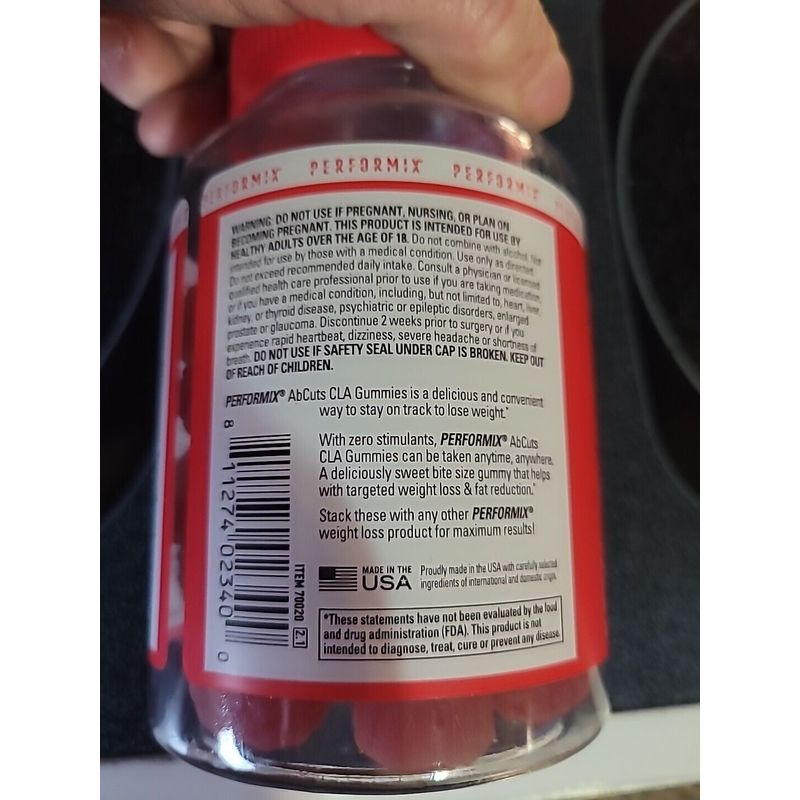 PERFORMIX PERFORMIX PERFORMIX
WARNING: DO NOT USE IF PREGNANT, NURSING, OR PLAN ON
BECOMING PREGNANT. THIS PRODUCT IS INTENDED FOR USE BY
HEALTHY ADULTS OVER THE AGE OF 18. Do not combine with alcohol. Not
intended for use by those with a medical condition. Use only as directed.
Do not exceed recommended daily intake. Consult a physician or licensed
qualified health care professional prior to use if you are taking medication,
or if you have a medical condition, including, but not limited to, heart, liver,
kidney, or thyroid disease, psychiatric or epileptic disorders, enlarged
prostate or glaucoma. Discontinue 2 weeks prior to surgery or if you
experience rapid heartbeat, dizziness, severe headache or shortness of
breath. DO NOT USE IF SAFETY SEAL UNDER CAP IS BROKEN. KEEP OUT
OF REACH OF CHILDREN.
PERFORMIX® AbCuts CLA Gummies is a delicious and convenient
way to stay on track to lose weight.*
With zero stimulants, PERFORMIX® AbCuts
CLA Gummies can be taken anytime, anywhere.
A deliciously sweet bite size gummy that helps
with targeted weight loss & fat reduction.*
Stack these with any other PERFORMIX®
weight loss product for maximum results!
8 11274 02340 0
ITEM 70020 2.1
MADE IN THE
USA
Proudly made in the USA with carefully selected
ingredients of international and domestic origin.
*These statements have not been evaluated by the food
and drug administration (FDA). This product is not
intended to diagnose, treat, cure or prevent any disease.